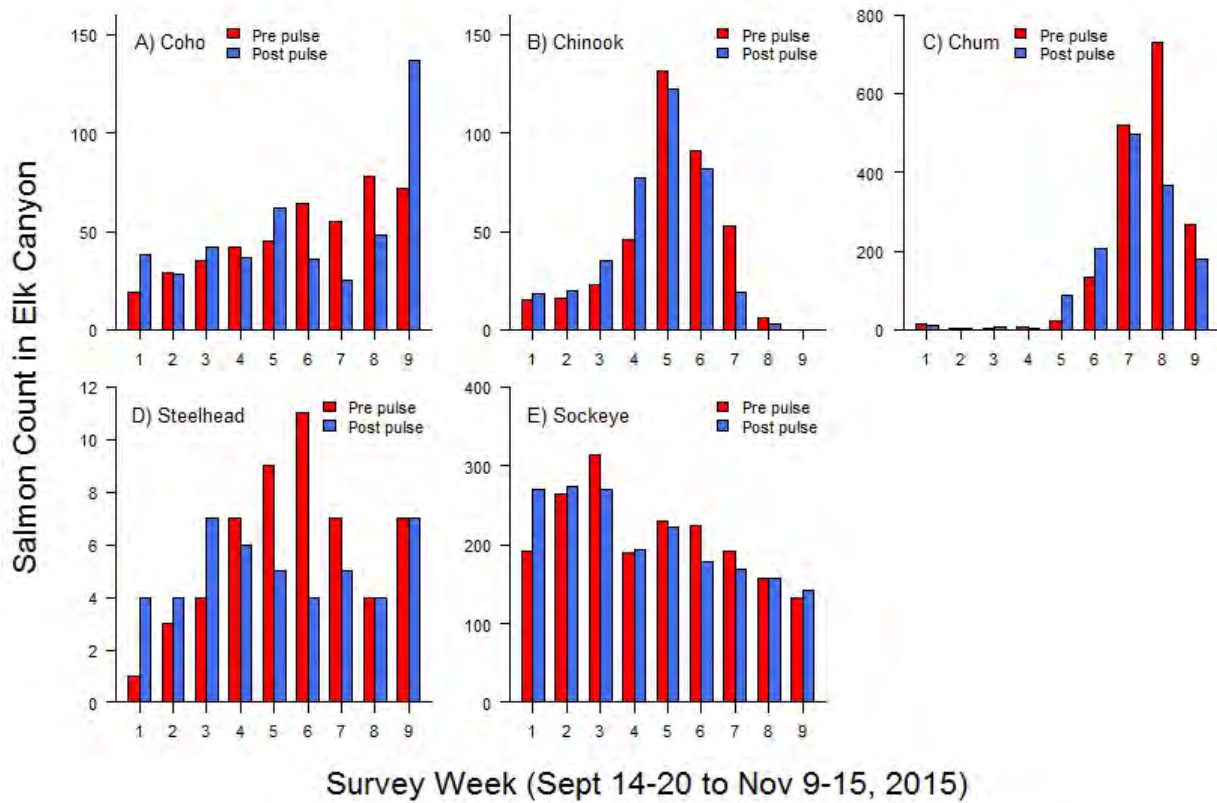 Salmon Count in Elk Canyon
A) Coho
Pre pulse
Post pulse
150
100
50
0
1 2 3 4 5 6 7 8 9
B) Chinook
Pre pulse
Post pulse
150
100
50
0
1 2 3 4 5 6 7 8 9
C) Chum
Pre pulse
Post pulse
800
600
400
200
0
1 2 3 4 5 6 7 8 9
D) Steelhead
Pre pulse
Post pulse
12
10
8
6
4
2
0
1 2 3 4 5 6 7 8 9
E) Sockeye
Pre pulse
Post pulse
400
300
200
100
0
1 2 3 4 5 6 7 8 9
Survey Week (Sept 14-20 to Nov 9-15, 2015)